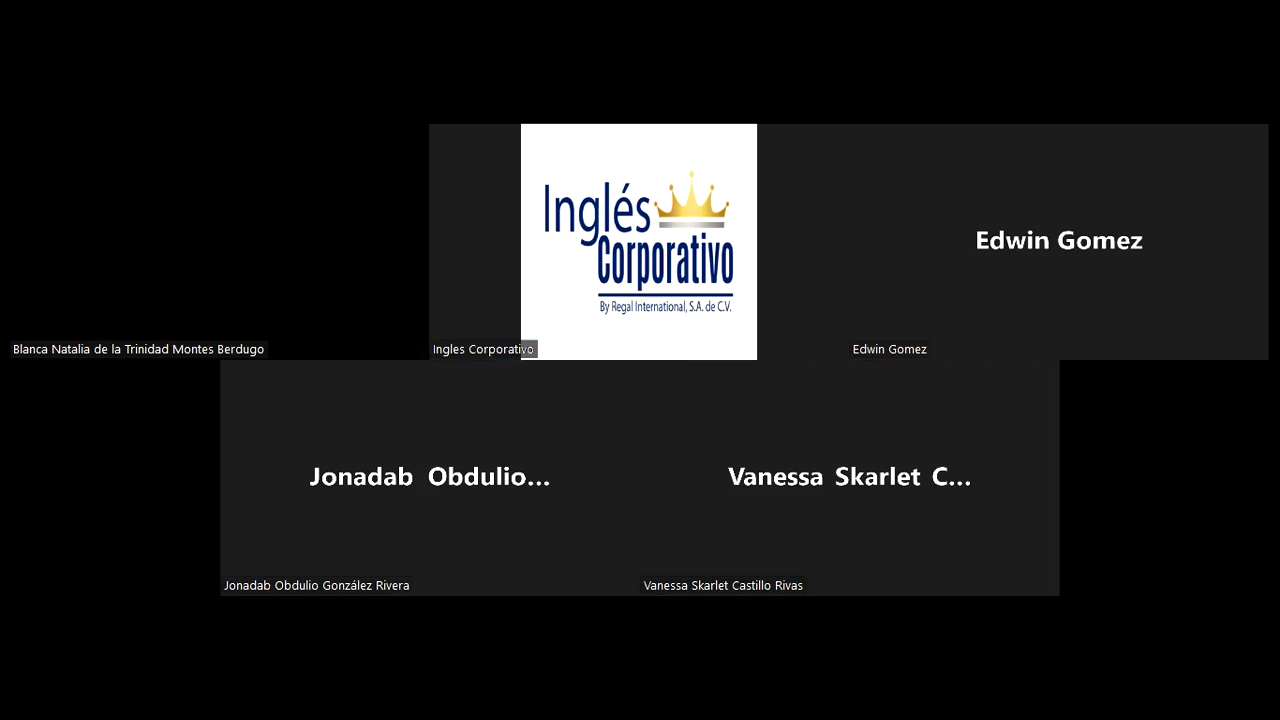 Inglés
Corporativo
By Regal International, S.A. de C.V.
Edwin Gomez
Blanca Natalia de la Trinidad Montes Berdugo
Ingles Corporativo
Edwin Gomez
Jonadab Obdulio...
Vanessa Skarlet C...
Jonadab Obdulio González Rivera
Vanessa Skarlet Castillo Rivas